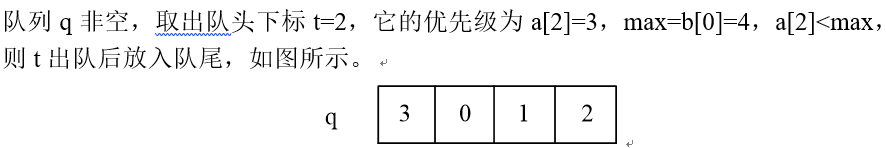 队列 q 非空，取出队头下标 t=2，它的优先级为 a[2]=3，max=b[0]=4，a[2]<max，
则 t 出队后放入队尾，如图所示。
q 3 0 1 2